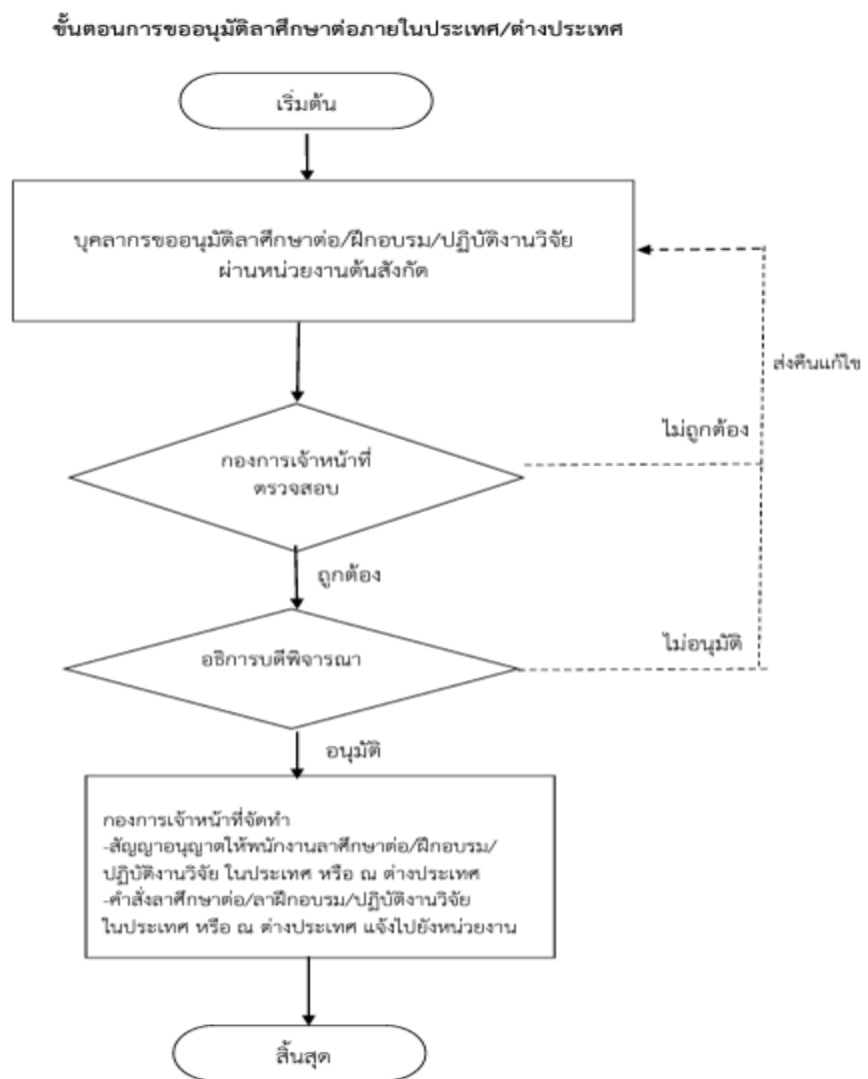 ขั้นตอนการขออนุมัติลาศึกษาต่อภายในประเทศ/ต่างประเทศ
เริ่มต้น
บุคลากรขออนุมัติลาศึกษาต่อ/ฝึกอบรม/ปฏิบัติงานวิจัย
ผ่านหน่วยงานต้นสังกัด
ส่งคืนแก้ไข
ไม่ถูกต้อง
กองการเจ้าหน้าที่
ตรวจสอบ
ถูกต้อง
ไม่อนุมัติ
อธิการบดีพิจารณา
อนุมัติ
กองการเจ้าหน้าที่จัดทำ
-สัญญาอนุญาตให้พนักงานลาศึกษาต่อ/ฝึกอบรม/
ปฏิบัติงานวิจัย ในประเทศ หรือ ณ ต่างประเทศ
-คำสั่งลาศึกษาต่อ/ลาฝึกอบรม/ปฏิบัติงานวิจัย
ในประเทศ หรือ ณ ต่างประเทศ แจ้งไปยังหน่วยงาน
สิ้นสุด